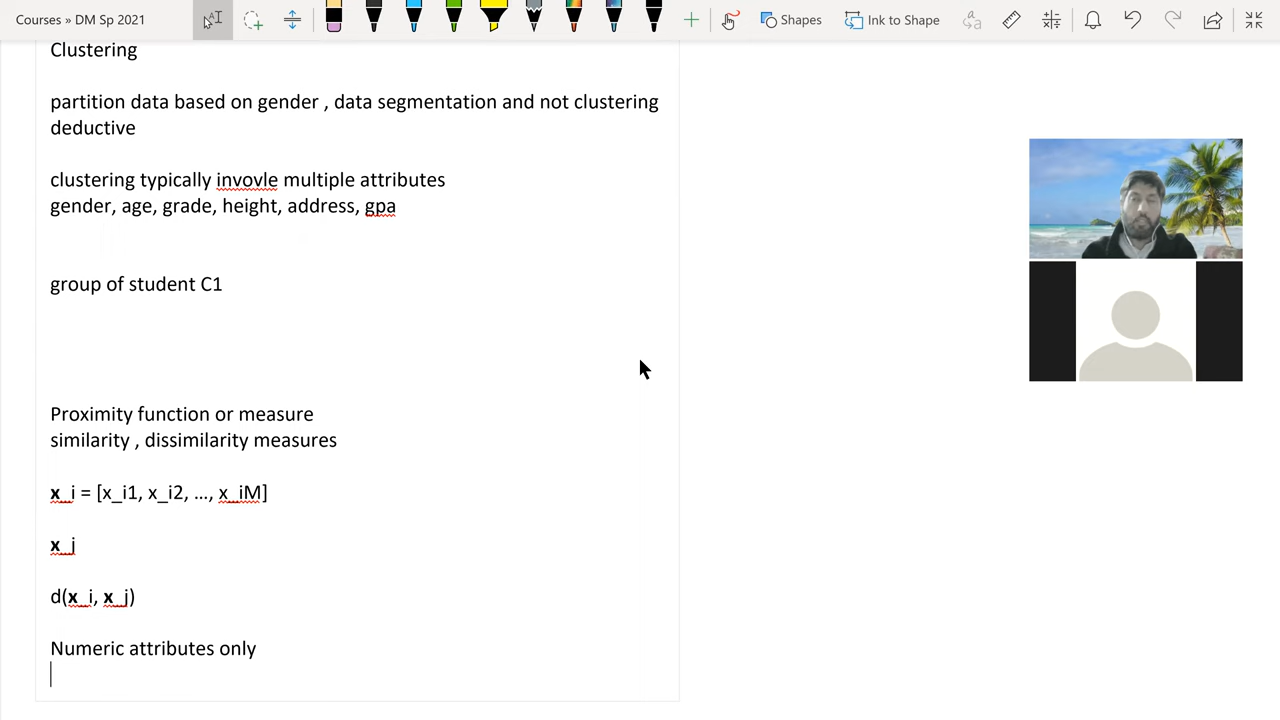 Courses » DM Sp 2021
Shapes
Ink to Shape
Clustering
partition data based on gender , data segmentation and not clustering
deductive
clustering typically invovle multiple attributes
gender, age, grade, height, address, gpa
group of student C1
Proximity function or measure
similarity , dissimilarity measures
x_i = [x_i1, x_i2, ..., x_iM]
x_j
d(x_i, x_j)
Numeric attributes only